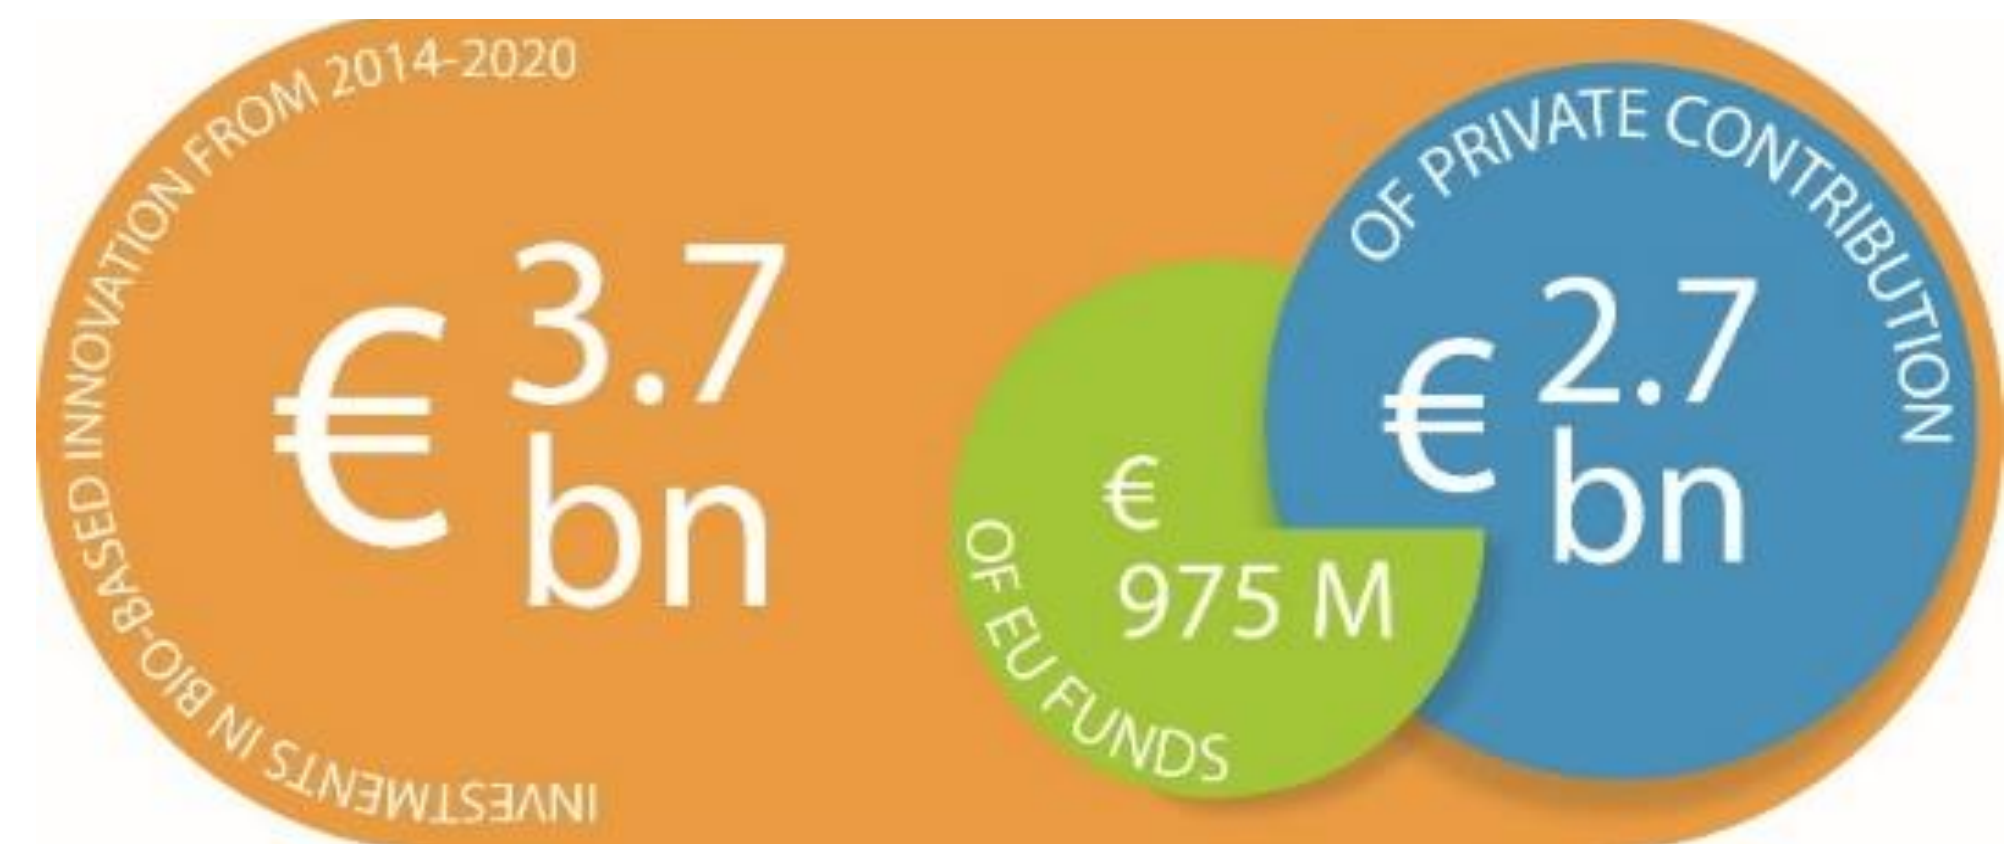 INVESTMENTS IN BIO-BASED INNOVATION FROM 2014-2020
€ 3.7
bn
€
975 M
OF EU FUNDS
OF PRIVATE CONTRIBUTION
€ 2.7
bn